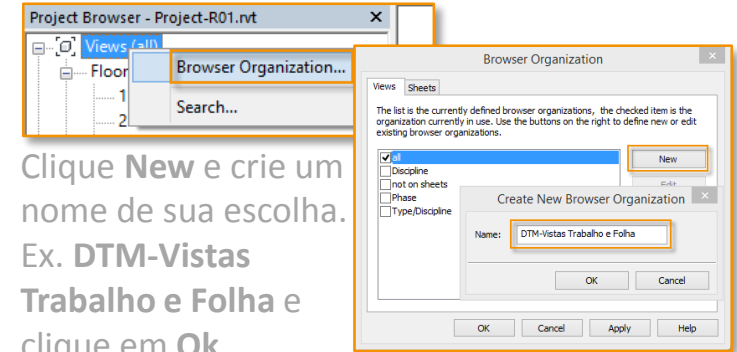 Project Browser - Project-R01.rvt
Views (all)
Floor
1
2
Browser Organization...
Search...
Clique New e crie um
nome de sua escolha.
Ex. DTM-Vistas
Trabalho e Folha e
clique em Ok
Browser Organization
Views Sheets
The list is the currently defined browser organizations, the checked item is the
organization currently in use. Use the buttons on the right to define new or edit
existing browser organizations.
all
Discipline
not on sheets
Phase
Type/Discipline
New
Edit
Create New Browser Organization
Name: DTM-Vistas Trabalho e Folha
OK Cancel
OK Cancel Apply Help